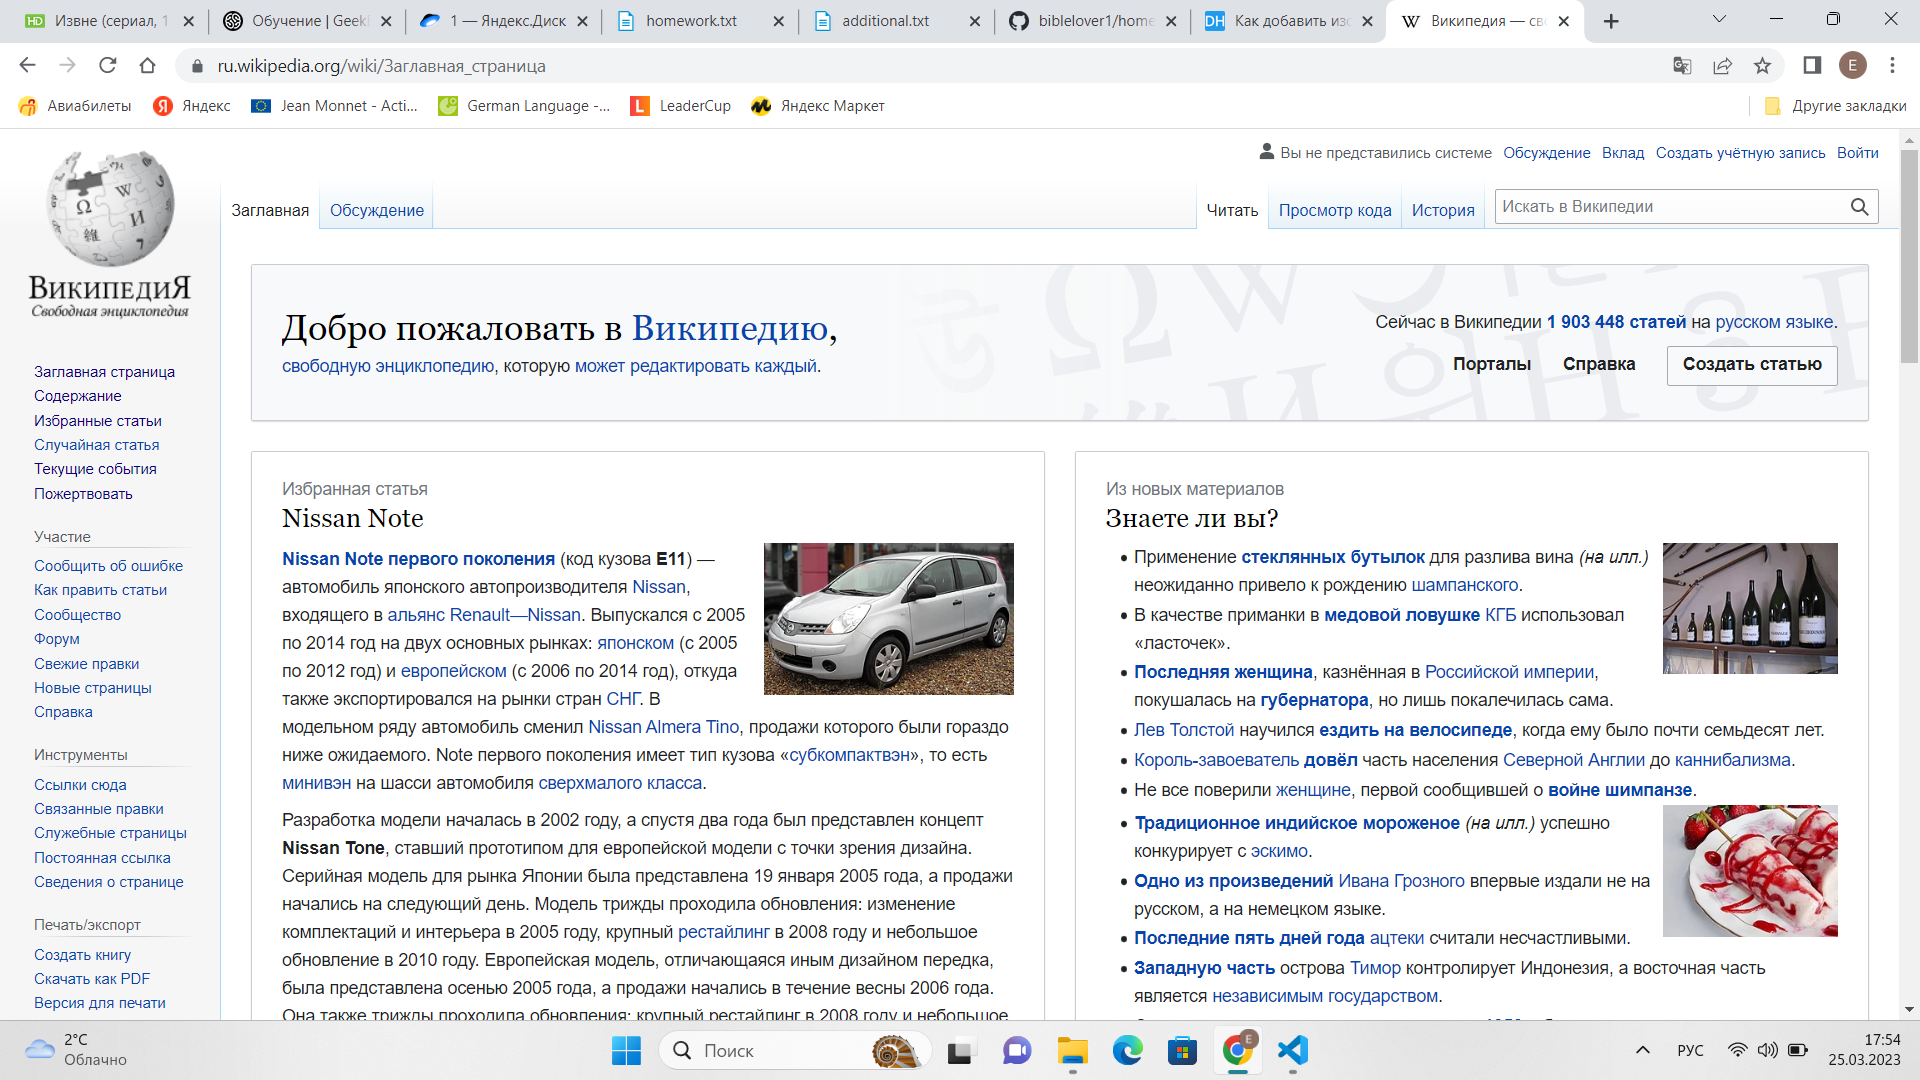 Извне (сериал, 1
Обучение | Geek
1 — Яндекс.Диск
homework.txt
additional.txt
biblelover1/home
Как добавить изо
Википедия — св
ru.wikipedia.org/wiki/Заглавная_страница
E
Авиабилеты
Яндекс
Jean Monnet - Acti...
German Language -...
LeaderCup
Яндекс Маркет
Другие закладки
Вы не представились системе Обсуждение Вклад Создать учётную запись Войти
Заглавная Обсуждение
Читать Просмотр кода История
Искать в Википедии
ВикипедиЯ
Свободная энциклопедия
Заглавная страница
Содержание
Избранные статьи
Случайная статья
Текущие события
Пожертвовать
Участие
Сообщить об ошибке
Как править статьи
Сообщество
Форум
Свежие правки
Новые страницы
Справка
Инструменты
Ссылки сюда
Связанные правки
Служебные страницы
Постоянная ссылка
Сведения о странице
Печать/экспорт
Создать книгу
Скачать как PDF
Версия для печати
Добро пожаловать в Википедию,
свободную энциклопедию, которую может редактировать каждый.
Сейчас в Википедии 1 903 448 статей на русском языке.
Порталы Справка Создать статью
Избранная статья
Nissan Note
Nissan Note первого поколения (код кузова E11) —
автомобиль японского автопроизводителя Nissan,
входящего в альянс Renault—Nissan. Выпускался с 2005
по 2014 год на двух основных рынках: японском (с 2005
по 2012 год) и европейском (с 2006 по 2014 год), откуда
также экспортировался на рынки стран СНГ. В
модельном ряду автомобиль сменил Nissan Almera Tino, продажи которого были гораздо
ниже ожидаемого. Note первого поколения имеет тип кузова «субкомпактвэн», то есть
минивэн на шасси автомобиля сверхмалого класса.
Разработка модели началась в 2002 году, а спустя два года был представлен концепт
Nissan Tone, ставший прототипом для европейской модели с точки зрения дизайна.
Серийная модель для рынка Японии была представлена 19 января 2005 года, а продажи
начались на следующий день. Модель трижды проходила обновления: изменение
комплектаций и интерьера в 2005 году, крупный рестайлинг в 2008 году и небольшое
обновление в 2010 году. Европейская модель, отличающаяся иным дизайном передка,
была представлена осенью 2005 года, а продажи начались в течение весны 2006 года.
Она также трижды проходила обновления: крупный рестайлинг в 2008 году и небольшое
Из новых материалов
Знаете ли вы?
Применение стеклянных бутылок для разлива вина (на илл.)
неожиданно привело к рождению шампанского.
В качестве приманки в медовой ловушке КГБ использовал
«ласточек».
Последняя женщина, казнённая в Российской империи,
покушалась на губернатора, но лишь покалечилась сама.
Лев Толстой научился ездить на велосипеде, когда ему было почти семьдесят лет.
Король-завоеватель довёл часть населения Северной Англии до каннибализма.
Не все поверили женщине, первой сообщившей о войне шимпанзе.
Традиционное индийское мороженое (на илл.) успешно
конкурирует с эскимо.
Одно из произведений Ивана Грозного впервые издали не на
русском, а на немецком языке.
Последние пять дней года ацтеки считали несчастливыми.
Западную часть острова Тимор контролирует Индонезия, а восточная часть
является независимым государством.
2°C
Облачно
Поиск
РУС
17:54
25.03.2023